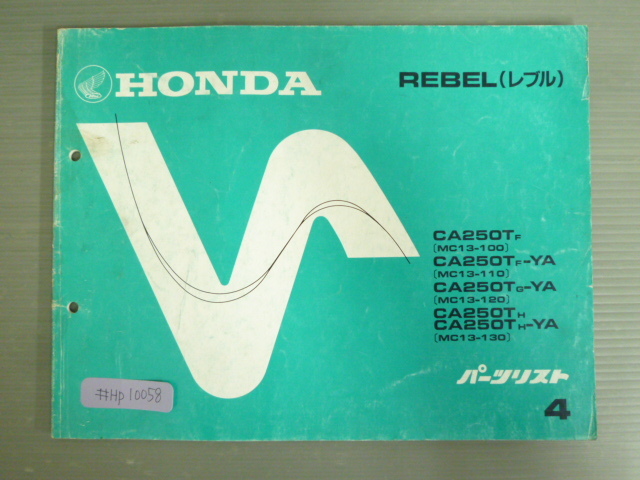 HONDA
REBEL(レブル)
CA250TF
(MC13-100)
CA250TF-YA
(MC13-110)
CA250TG-YA
(MC13-120)
CA250TH
CA250TH-YA
(MC13-130)
パーツリスト
4
#Hp10058